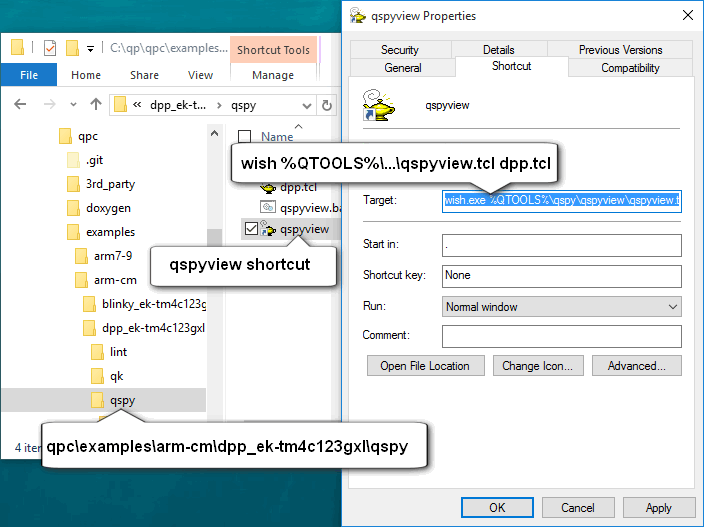 C:\qp\qpc\examples...
Shortcut Tools
File
Home
Share
View
Manage
« dpp_ek-t... › qspy
qpc
.git
3rd_party
doxygen
examples
arm7-9
arm-cm
blinky_ek-tm4c123gxl
dpp_ek-tm4c123gxl
lint
qk
qspy
Name
dpp.tcl
qspyview.ba
qspyview
wish %QTOOLS%\...\qspyview.tcl dpp.tcl
qspyview shortcut
qpc\examples\arm-cm\dpp_ek-tm4c123gxl\qspy
qspyview Properties
Security
Details
Previous Versions
General
Shortcut
Compatibility
qspyview
Target:
wish.exe %QTOOLS%\qspy\qspyview\qspyview.t
Start in:
.
Shortcut key:
None
Run:
Normal window
Comment:
Open File Location
Change Icon...
Advanced...
OK
Cancel
Apply